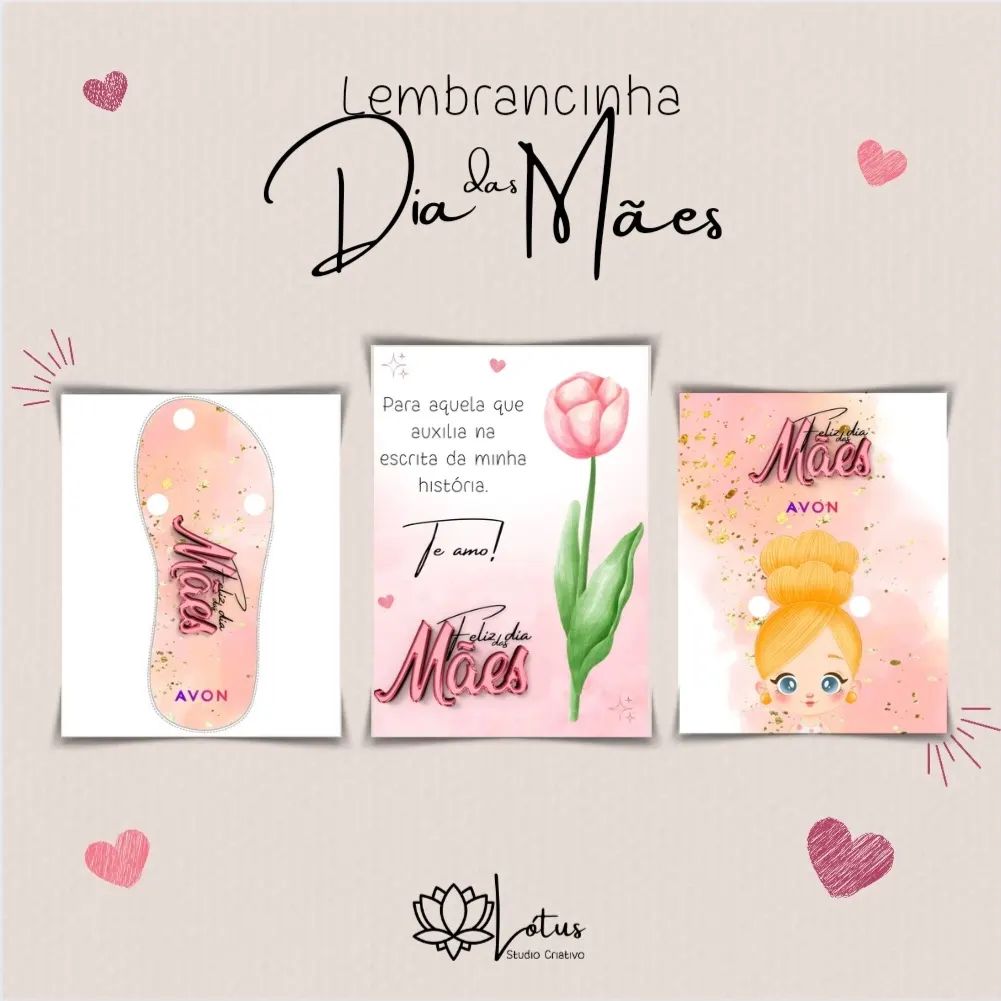 Lembrancinha
Dia das Mães
Feliz dia
das
Mães
AVON
Para aquela que
auxilia na
escrita da minha
história.
Te amo!
Feliz dia
das
Mães
Feliz dia
das
Mães
AVON
Lótus
Studio Criativo